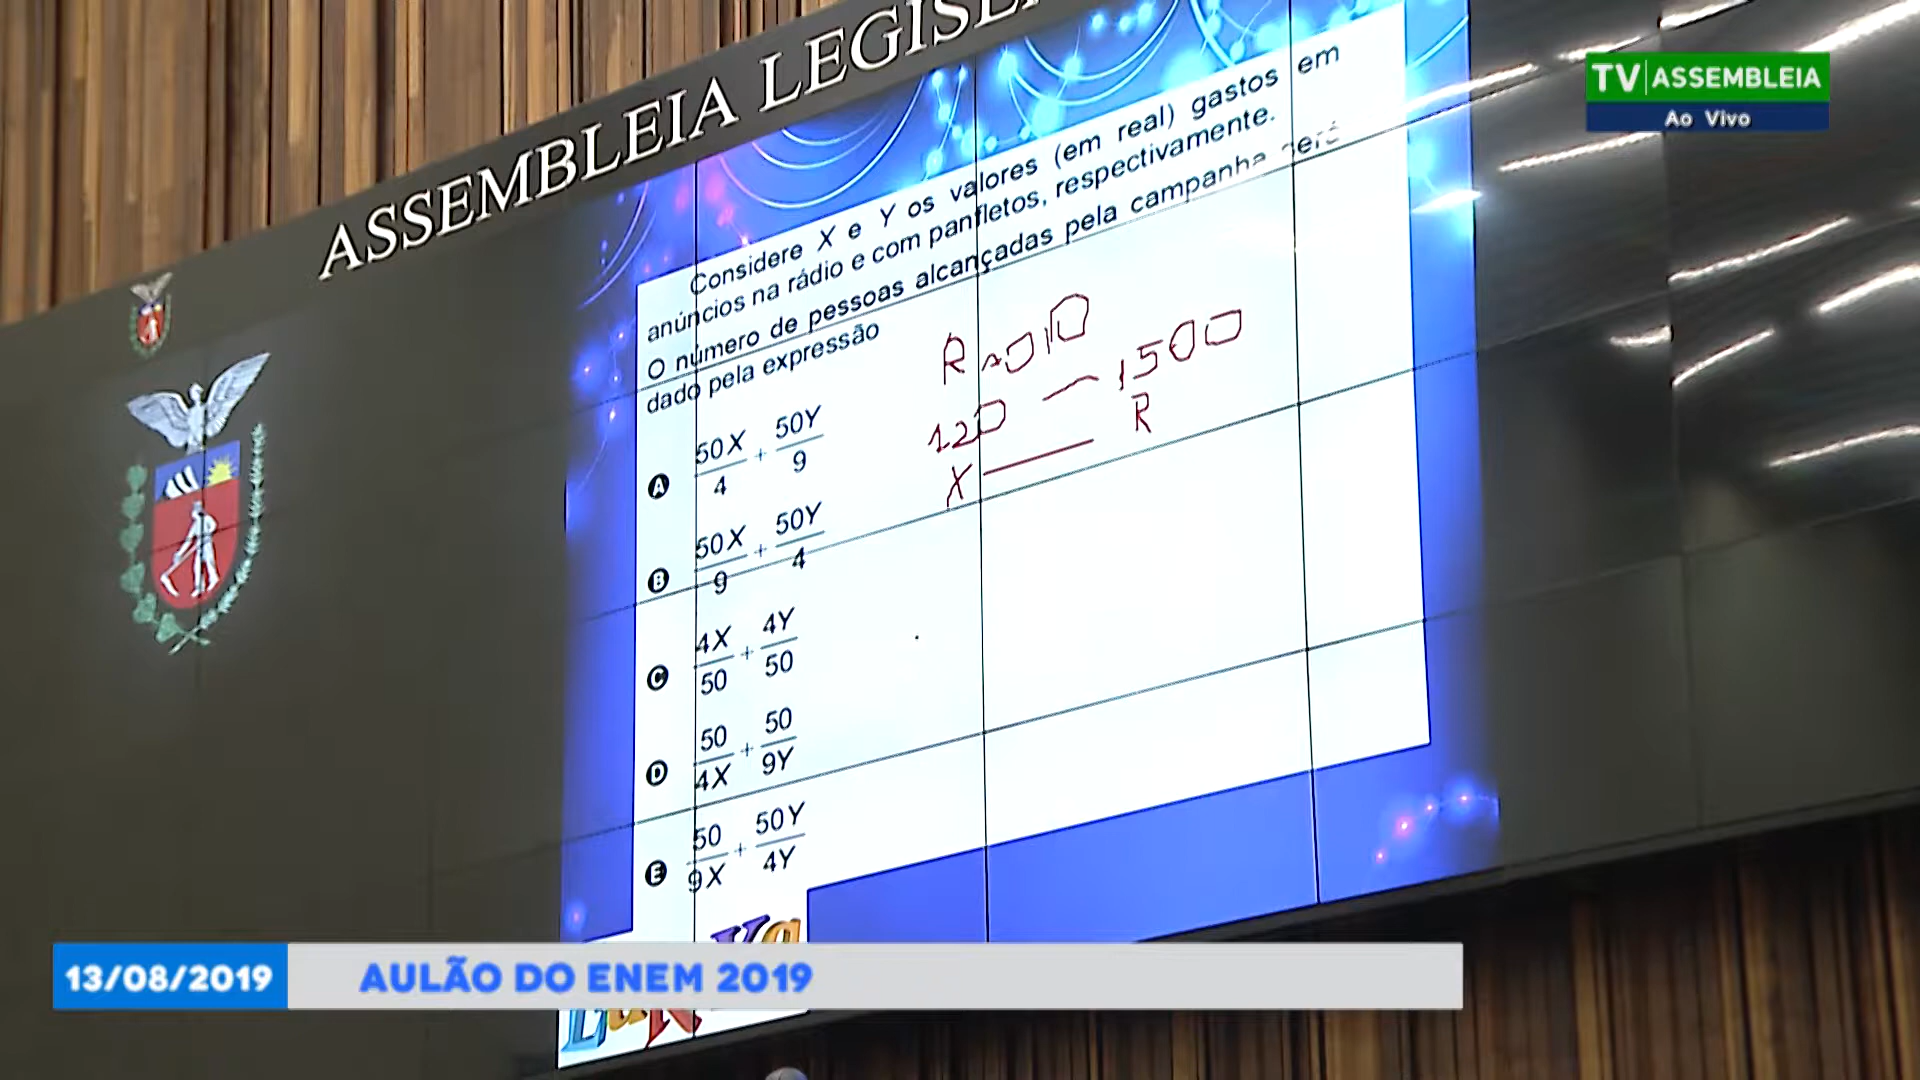 ASSEMBLEIA
TV ASSEMBLEIA
Ao Vivo
Considere X e Y os valores (em real) gastos em
anúncios na rádio e com panfletos, respectivamente.
O número de pessoas alcançadas pela campanha será
dado pela expressão
A 50X/4 + 50Y/9
B 50X/9 + 50Y/4
C 4X/50 + 4Y/50
D 50/4X + 50/9Y
E 50/9X + 50Y/4Y
RADIO
120 — 1500
X — R
13/08/2019 AULÃO DO ENEM 2019